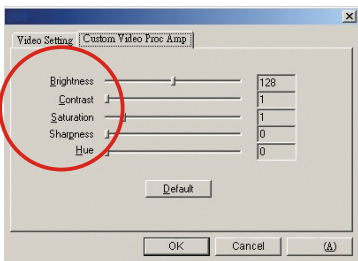 Video Setting Custom Video Proc Amp
Brightness 128
Contrast 1
Saturation 1
Sharpness 0
Hue 0
Default
OK Cancel (A)